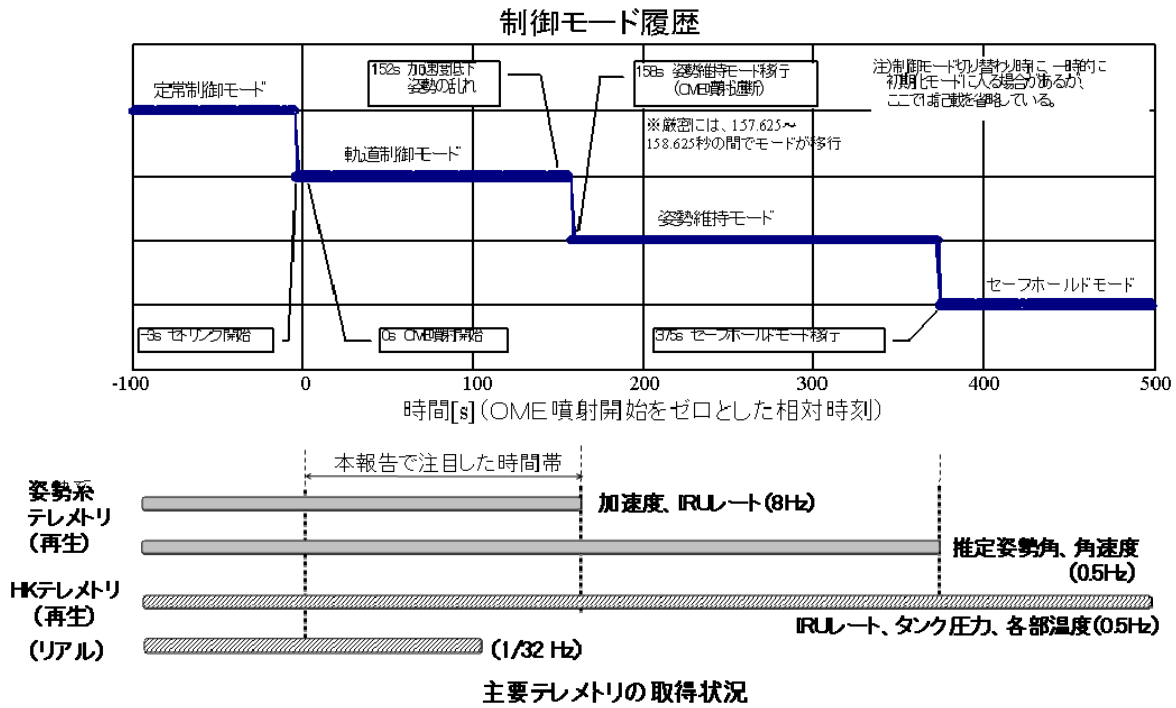 制御モード履歴
定常制御モード
152s 加速度低下
姿勢の乱れ
158s 姿勢維持モード移行
(OME噴射遮断)
注)制御モード切り替わり時に、一時的に
初期化モードに入る場合があるが、
ここでは記載を省略している。
※厳密には、157.625～
158.625秒の間でモードが移行
軌道制御モード
姿勢維持モード
セーフホールドモード
-3s セトリング開始
0s OME噴射開始
375s セーフホールドモード移行
-100 0 100 200 300 400 500
時間[s](OME噴射開始をゼロとした相対時刻)
本報告で注目した時間帯
姿勢系
テレメトリ
(再生)
加速度、IRUレート(8Hz)
推定姿勢角、角速度
(0.5Hz)
HKテレメトリ
(再生)
IRUレート、タンク圧力、各部温度(0.5Hz)
(リアル)
(1/32 Hz)
主要テレメトリの取得状況